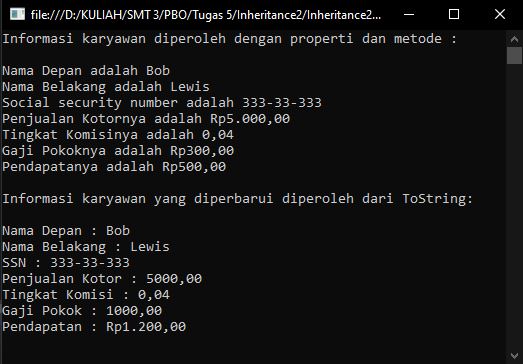 file:///D:/KULIAH/SMT 3/PBO/Tugas 5/Inheritance2/Inheritance2...
Informasi karyawan diperoleh dengan properti dan metode :
Nama Depan adalah Bob
Nama Belakang adalah Lewis
Social security number adalah 333-33-333
Penjualan Kotornya adalah Rp5.000,00
Tingkat Komisinya adalah 0,04
Gaji Pokoknya adalah Rp300,00
Pendapatanya adalah Rp500,00
Informasi karyawan yang diperbarui diperoleh dari ToString:
Nama Depan : Bob
Nama Belakang : Lewis
SSN : 333-33-333
Penjualan Kotor : 5000,00
Tingkat Komisi : 0,04
Gaji Pokok : 1000,00
Pendapatan : Rp1.200,00